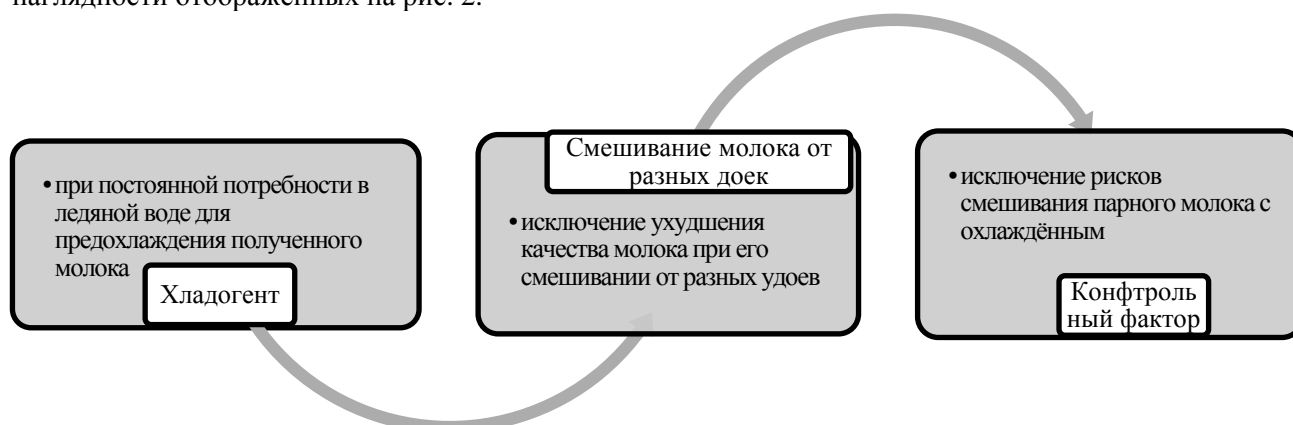 наглядности отображенных на рис. 2.
•при постоянной потребности в
ледяной воде для
предохлаждения полученного
молока
Хладогент
Смешивание молока от
разных доек
•исключение ухудшения
качества молока при его
смешивании от разных удоев
•исключение рисков
смешивания парного молока с
охлаждённым
Конфтроль
ный фактор